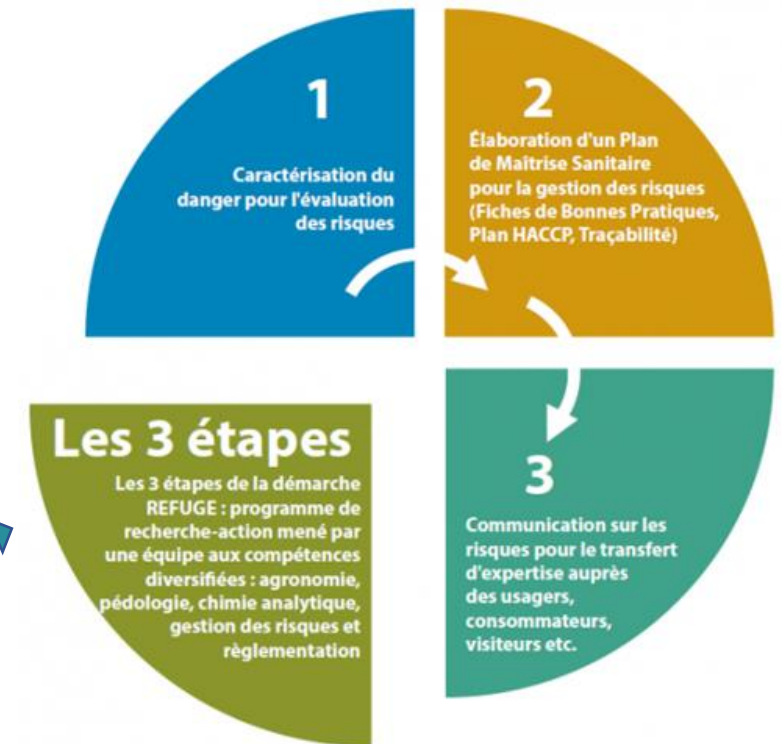 1
Caractérisation du
danger pour l'évaluation
des risques
2
Élaboration d'un Plan
de Maîtrise Sanitaire
pour la gestion des risques
(Fiches de Bonnes Pratiques,
Plan HACCP, Traçabilité)
3
Communication sur les
risques pour le transfert
d'expertise auprès
des usagers,
consommateurs,
visiteurs etc.
Les 3 étapes
Les 3 étapes de la démarche
REFUGE : programme de
recherche-action mené par
une équipe aux compétences
diversifiées : agronomie,
pédologie, chimie analytique,
gestion des risques et
règlementation